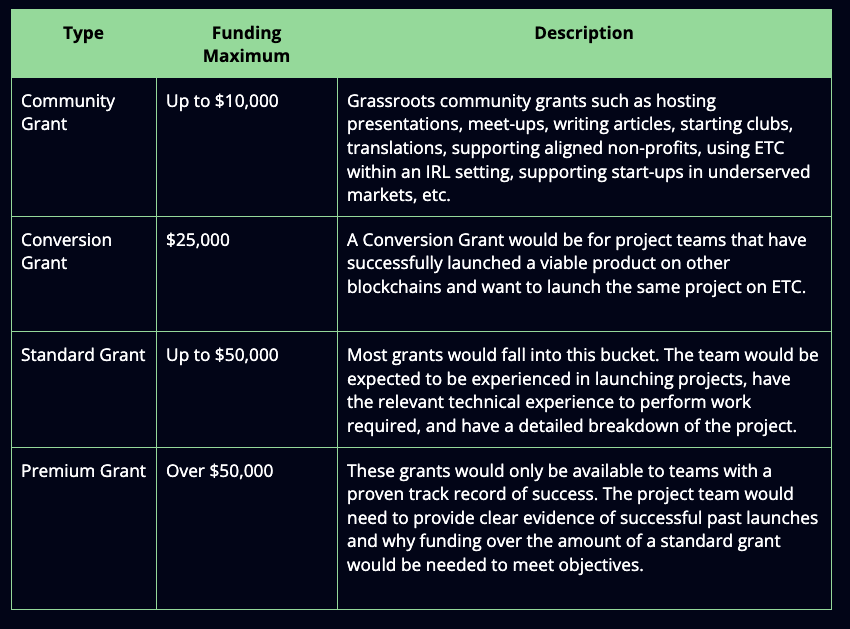 Type
Funding
Maximum
Description
Community
Grant
Up to $10,000
Grassroots community grants such as hosting
presentations, meet-ups, writing articles, starting clubs,
translations, supporting aligned non-profits, using ETC
within an IRL setting, supporting start-ups in underserved
markets, etc.
Conversion
Grant
$25,000
A Conversion Grant would be for project teams that have
successfully launched a viable product on other
blockchains and want to launch the same project on ETC.
Standard Grant
Up to $50,000
Most grants would fall into this bucket. The team would be
expected to be experienced in launching projects, have
the relevant technical experience to perform work
required, and have a detailed breakdown of the project.
Premium Grant
Over $50,000
These grants would only be available to teams with a
proven track record of success. The project team would
need to provide clear evidence of successful past launches
and why funding over the amount of a standard grant
would be needed to meet objectives.